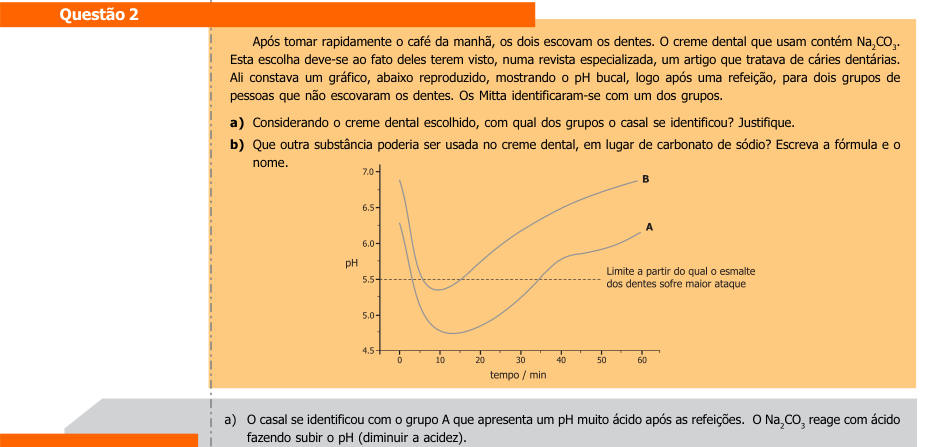 Questão 2
Após tomar rapidamente o café da manhã, os dois escovam os dentes. O creme dental que usam contém Na₂CO₃.
Esta escolha deve-se ao fato deles terem visto, numa revista especializada, um artigo que tratava de cáries dentárias.
Ali constava um gráfico, abaixo reproduzido, mostrando o pH bucal, logo após uma refeição, para dois grupos de
pessoas que não escovaram os dentes. Os Mitta identificaram-se com um dos grupos.
a) Considerando o creme dental escolhido, com qual dos grupos o casal se identificou? Justifique.
b) Que outra substância poderia ser usada no creme dental, em lugar de carbonato de sódio? Escreva a fórmula e o
nome.
7.0
B
6.5
A
6.0
pH
Limite a partir do qual o esmalte
5.5
dos dentes sofre maior ataque
5.0
4.5
0 10 20 30 40 50 60
tempo / min
a) O casal se identificou com o grupo A que apresenta um pH muito ácido após as refeições. O Na₂CO₃ reage com ácido
fazendo subir o pH (diminuir a acidez).